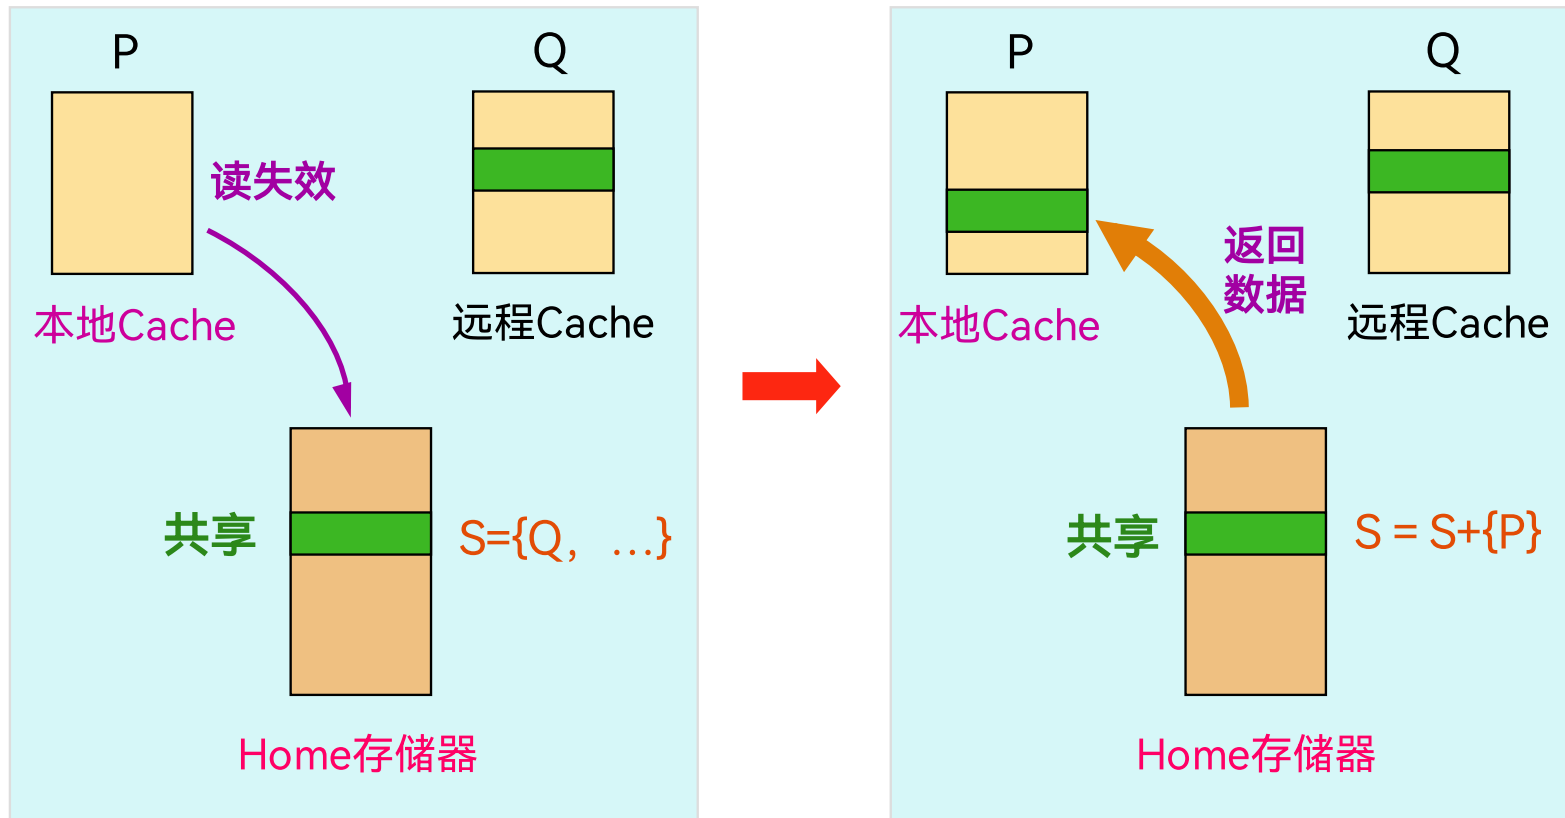 P
Q
读失效
本地Cache
远程Cache
共享
S={Q， …}
Home存储器
P
Q
返回
数据
本地Cache
远程Cache
共享
S = S+{P}
Home存储器